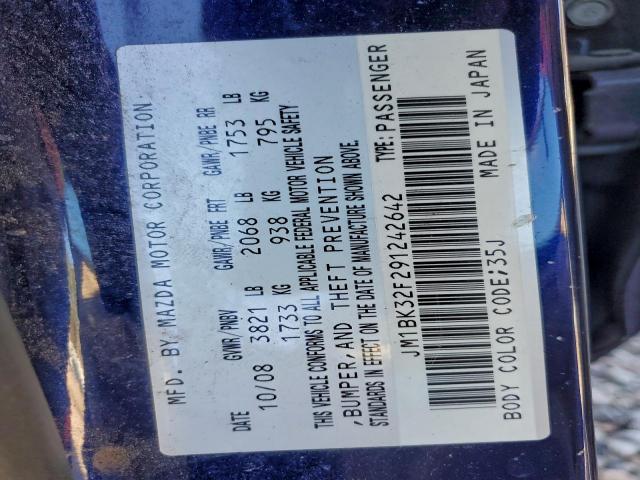 MFD. BY MAZDA MOTOR CORPORATION
DATE GVWR/PNBV GAWR/PNBE FRT GAWR/PNBE RR
10/08 3821 LB 2068 LB 1753 LB
1733 KG 938 KG 795 KG
THIS VEHICLE CONFORMS TO ALL APPLICABLE FEDERAL MOTOR VEHICLE SAFETY
,BUMPER,AND THEFT PREVENTION
STANDARDS IN EFFECT ON THE DATE OF MANUFACTURE SHOWN ABOVE.
JM1BK32F291242642 TYPE:PASSENGER
BODY COLOR CODE;35J MADE IN JAPAN